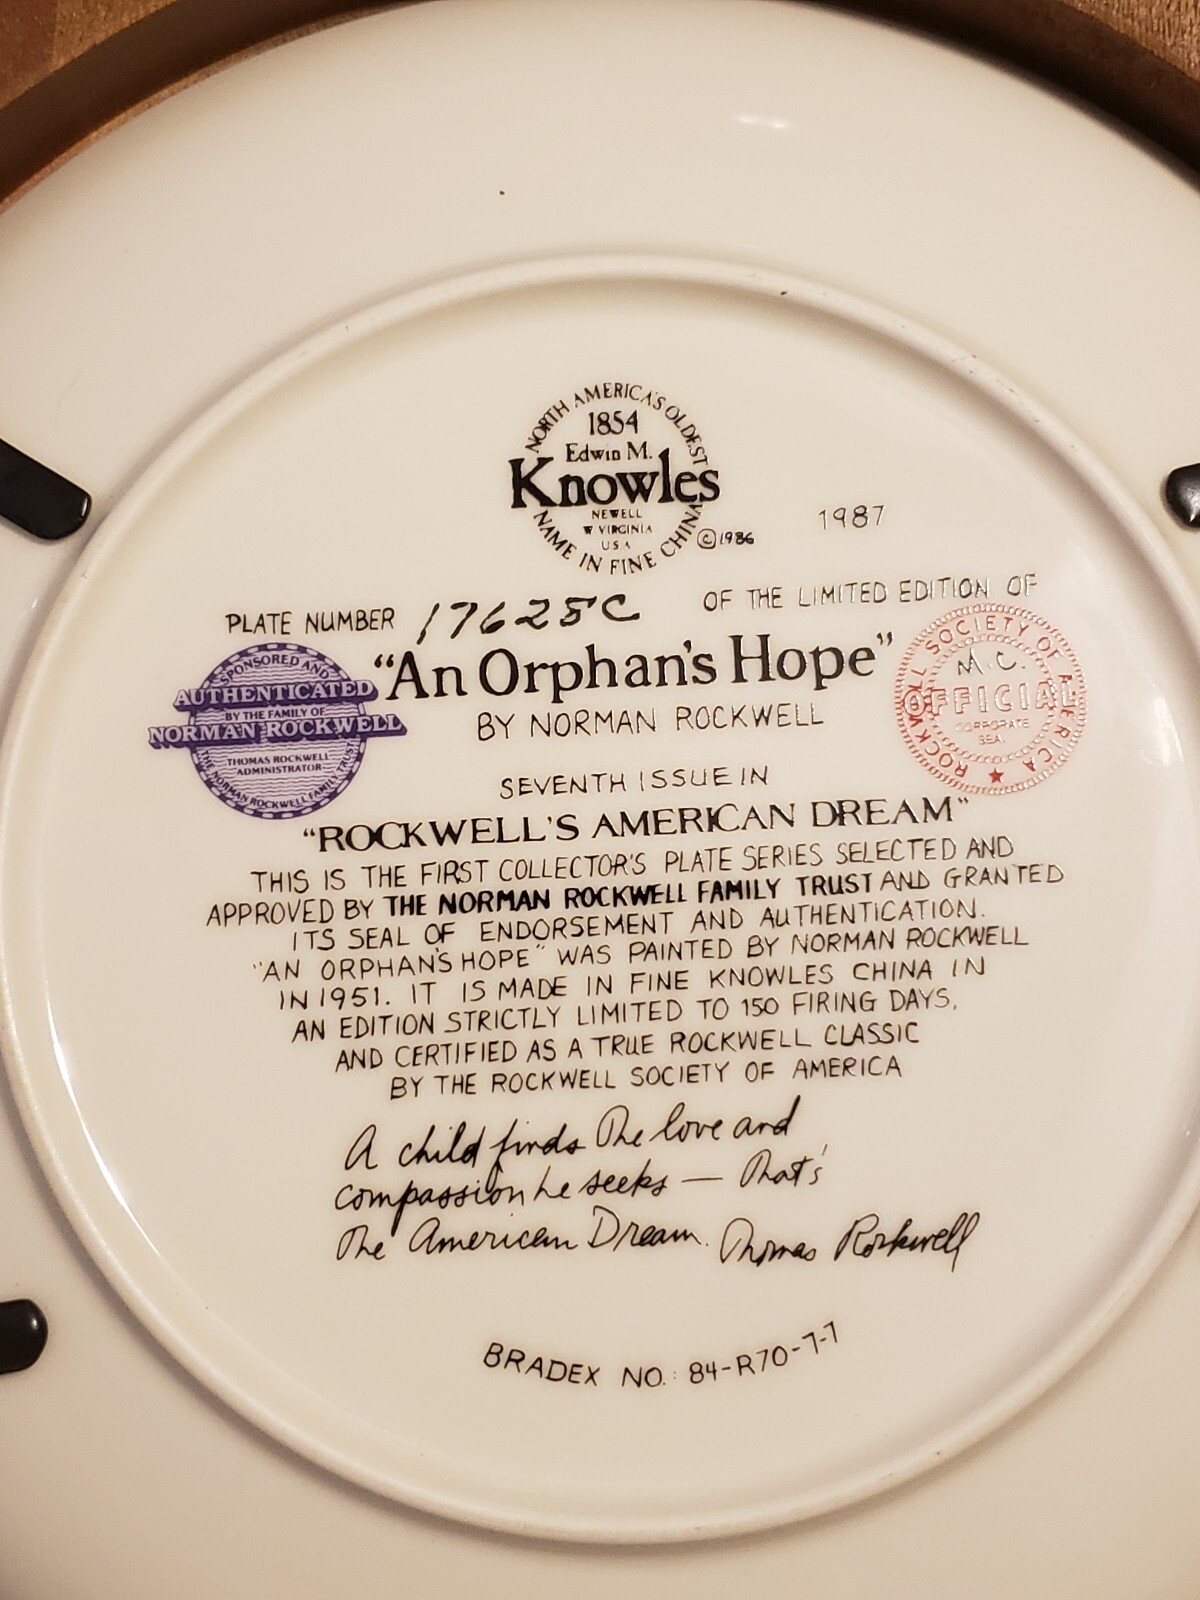 NORTH AMERICA'S OLDEST
1854
Edwin M.
Knowles
NEWELL
W VIRGINIA
USA
NAME IN FINE CHINA
©1986
1987
PLATE NUMBER 17625C OF THE LIMITED EDITION OF
"An Orphan's Hope"
BY NORMAN ROCKWELL
SPONSORED AND
AUTHENTICATED
BY THE FAMILY OF
NORMAN ROCKWELL
THOMAS ROCKWELL
ADMINISTRATOR
THE NORMAN ROCKWELL FAMILY TRUST
ROCKWELL SOCIETY OF AMERICA
M.C.
OFFICIAL
CORPORATE
SEAL
SEVENTH ISSUE IN
"ROCKWELL'S AMERICAN DREAM"
THIS IS THE FIRST COLLECTOR'S PLATE SERIES SELECTED AND
APPROVED BY THE NORMAN ROCKWELL FAMILY TRUST AND GRANTED
ITS SEAL OF ENDORSEMENT AND AUTHENTICATION.
"AN ORPHAN'S HOPE" WAS PAINTED BY NORMAN ROCKWELL
IN 1951. IT IS MADE IN FINE KNOWLES CHINA IN
AN EDITION STRICTLY LIMITED TO 150 FIRING DAYS,
AND CERTIFIED AS A TRUE ROCKWELL CLASSIC
BY THE ROCKWELL SOCIETY OF AMERICA
A child finds The love and
compassion he seeks — That's
The American Dream. Thomas Rockwell
BRADEX NO.: 84-R70-7-7